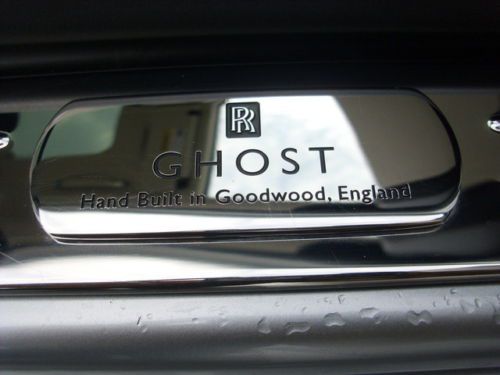 RR
GHOST
Hand Built in Goodwood, England